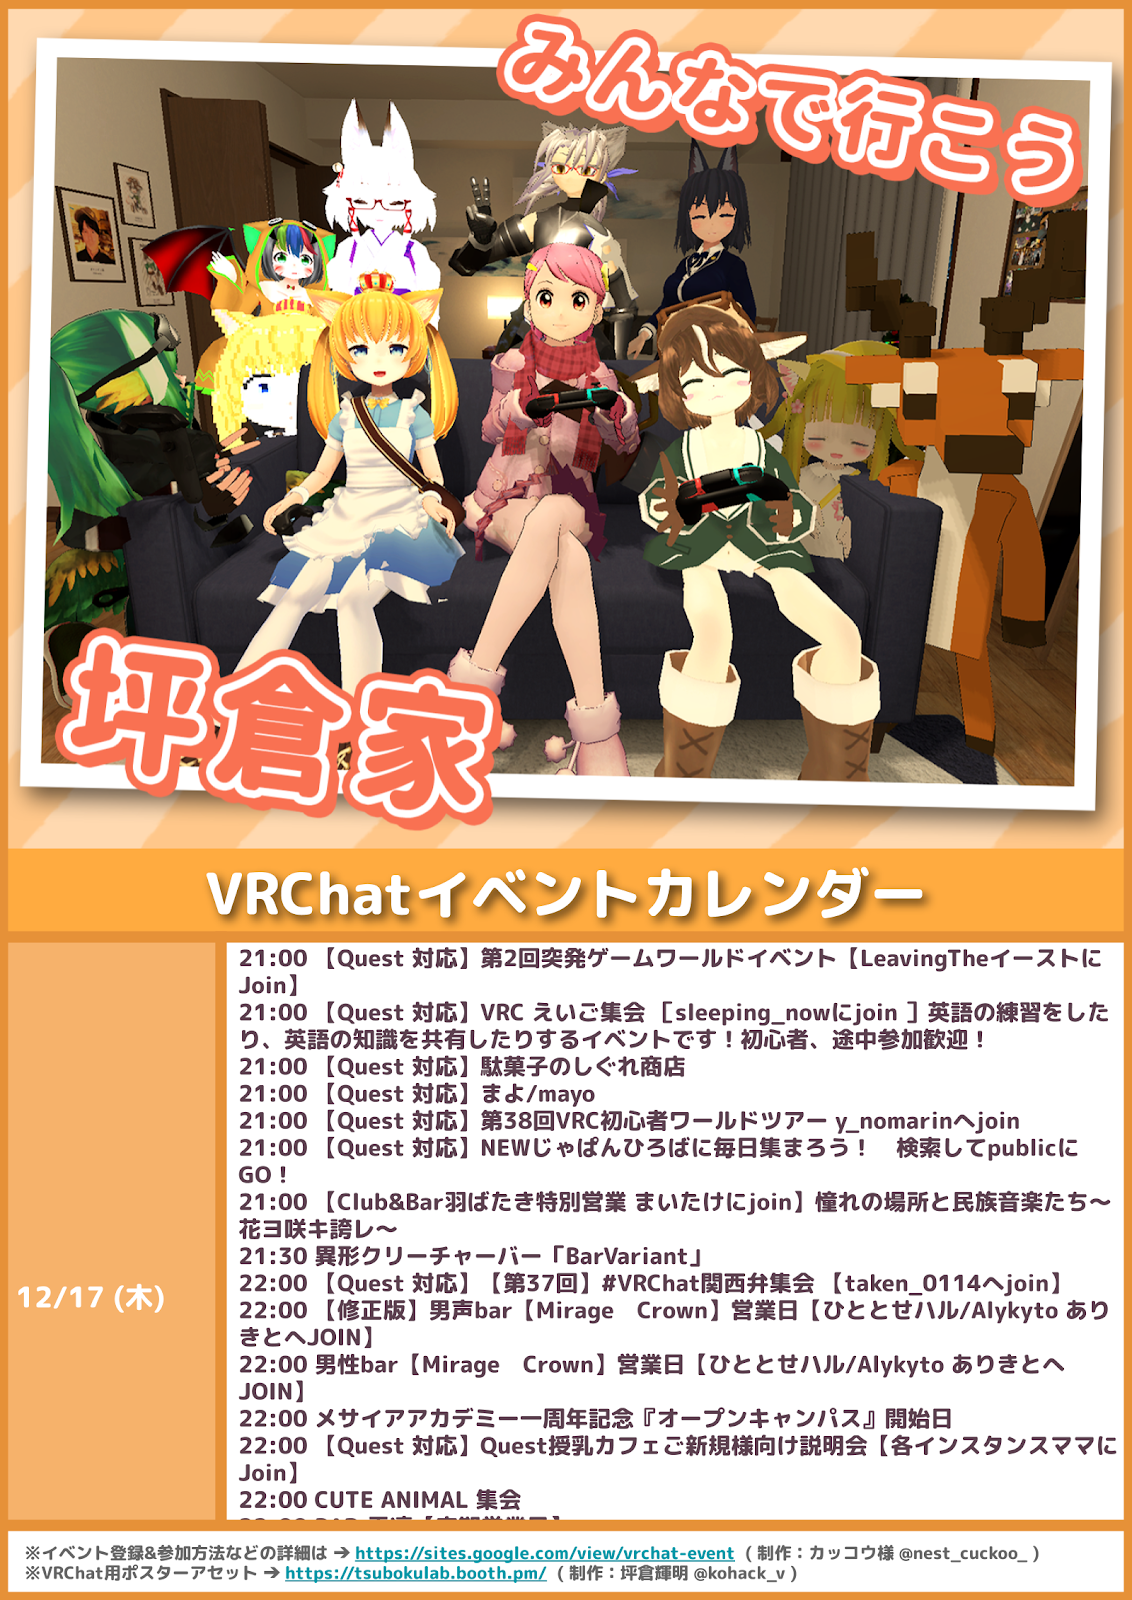 みんなで行こう
坪倉家
VRChatイベントカレンダー
12/17 (木)
21:00 【Quest 対応】第2回突発ゲームワールドイベント【LeavingTheイーストに
Join】
21:00 【Quest 対応】VRC えいご集会 ［sleeping_nowにjoin ］英語の練習をした
り、英語の知識を共有したりするイベントです！初心者、途中参加歓迎！
21:00 【Quest 対応】駄菓子のしぐれ商店
21:00 【Quest 対応】まよ/mayo
21:00 【Quest 対応】第38回VRC初心者ワールドツアー y_nomarinへjoin
21:00 【Quest 対応】NEWじゃぱんひろばに毎日集まろう！　検索してpublicに
GO！
21:00 【Club&Bar羽ばたき特別営業 まいたけにjoin】憧れの場所と民族音楽たち～
花ヨ咲キ誇レ～
21:30 異形クリーチャーバー「BarVariant」
22:00 【Quest 対応】【第37回】#VRChat関西弁集会 【taken_0114へjoin】
22:00 【修正版】男声bar【Mirage　Crown】営業日【ひととせハル/Alykyto あり
きとへJOIN】
22:00 男性bar【Mirage　Crown】営業日【ひととせハル/Alykyto ありきとへ
JOIN】
22:00 メサイアアカデミー一周年記念『オープンキャンパス』開始日
22:00 【Quest 対応】Quest授乳カフェご新規様向け説明会【各インスタンスママに
Join】
22:00 CUTE ANIMAL 集会
※イベント登録&参加方法などの詳細は ➔ https://sites.google.com/view/vrchat-event ( 制作：カッコウ様 @nest_cuckoo_ )
※VRChat用ポスターアセット ➔ https://tsubokulab.booth.pm/ ( 制作：坪倉輝明 @kohack_v )